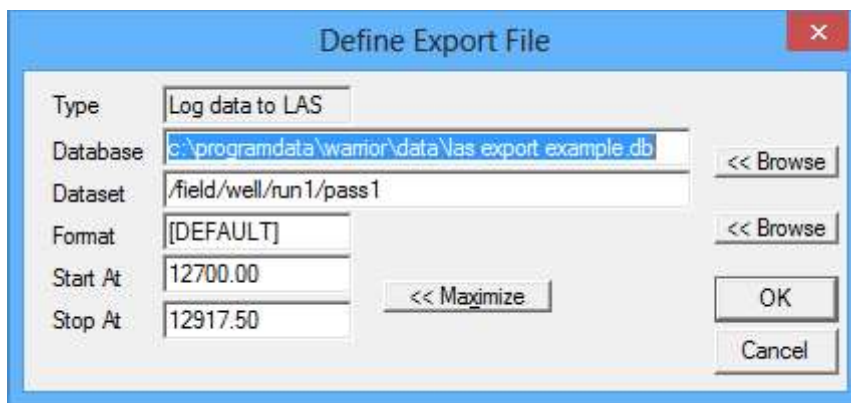 Define Export File
Type Log data to LAS
Database c:\programdata\warrior\data\las export example.db << Browse
Dataset /field/well/run1/pass1
Format [DEFAULT] << Browse
Start At 12700.00
<< Maximize OK
Stop At 12917.50
Cancel